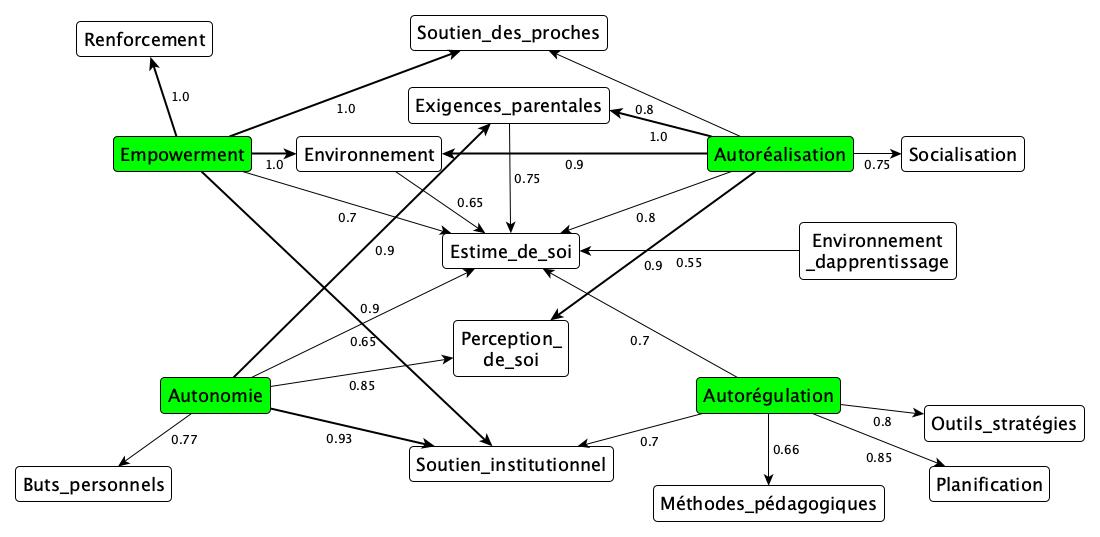 Soutien_des_proches
Renforcement
1.0
1.0
Exigences_parentales
0.8
1.0
Empowerment
1.0
Environnement
0.9
Autoréalisation
0.75
Socialisation
0.75
0.65
0.7
0.8
Estime_de_soi
0.9
0.9
0.55
Environnement
_dapprentissage
0.9
0.65
Perception_
de_soi
0.7
Autonomie
0.85
Autorégulation
0.8
Outils_stratégies
0.77
0.93
0.7
0.66
0.85
Soutien_institutionnel
Buts_personnels
Méthodes_pédagogiques
Planification